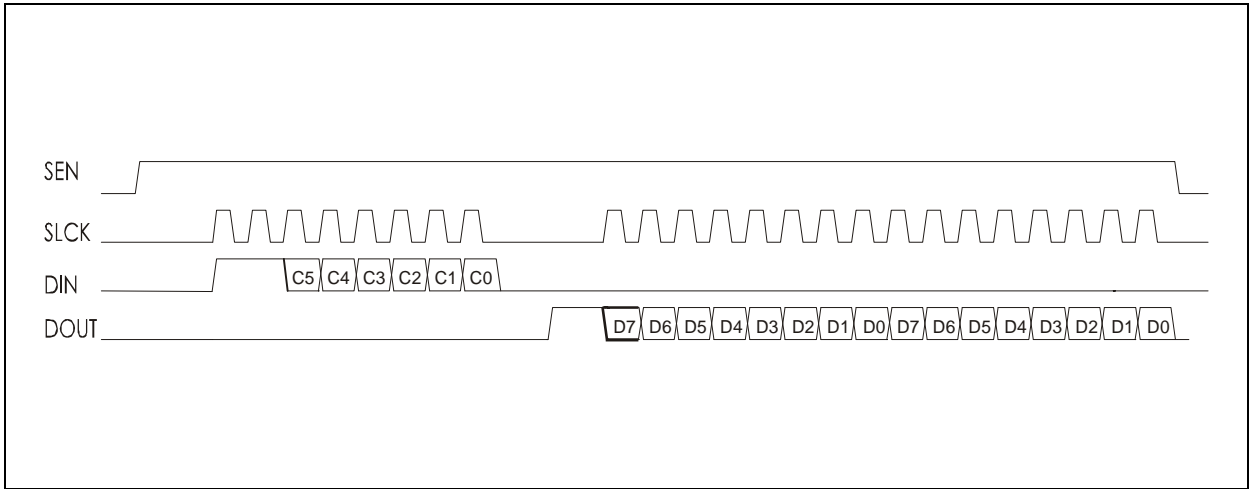 SEN
SLCK
DIN C5 C4 C3 C2 C1 C0
DOUT D7 D6 D5 D4 D3 D2 D1 D0 D7 D6 D5 D4 D3 D2 D1 D0